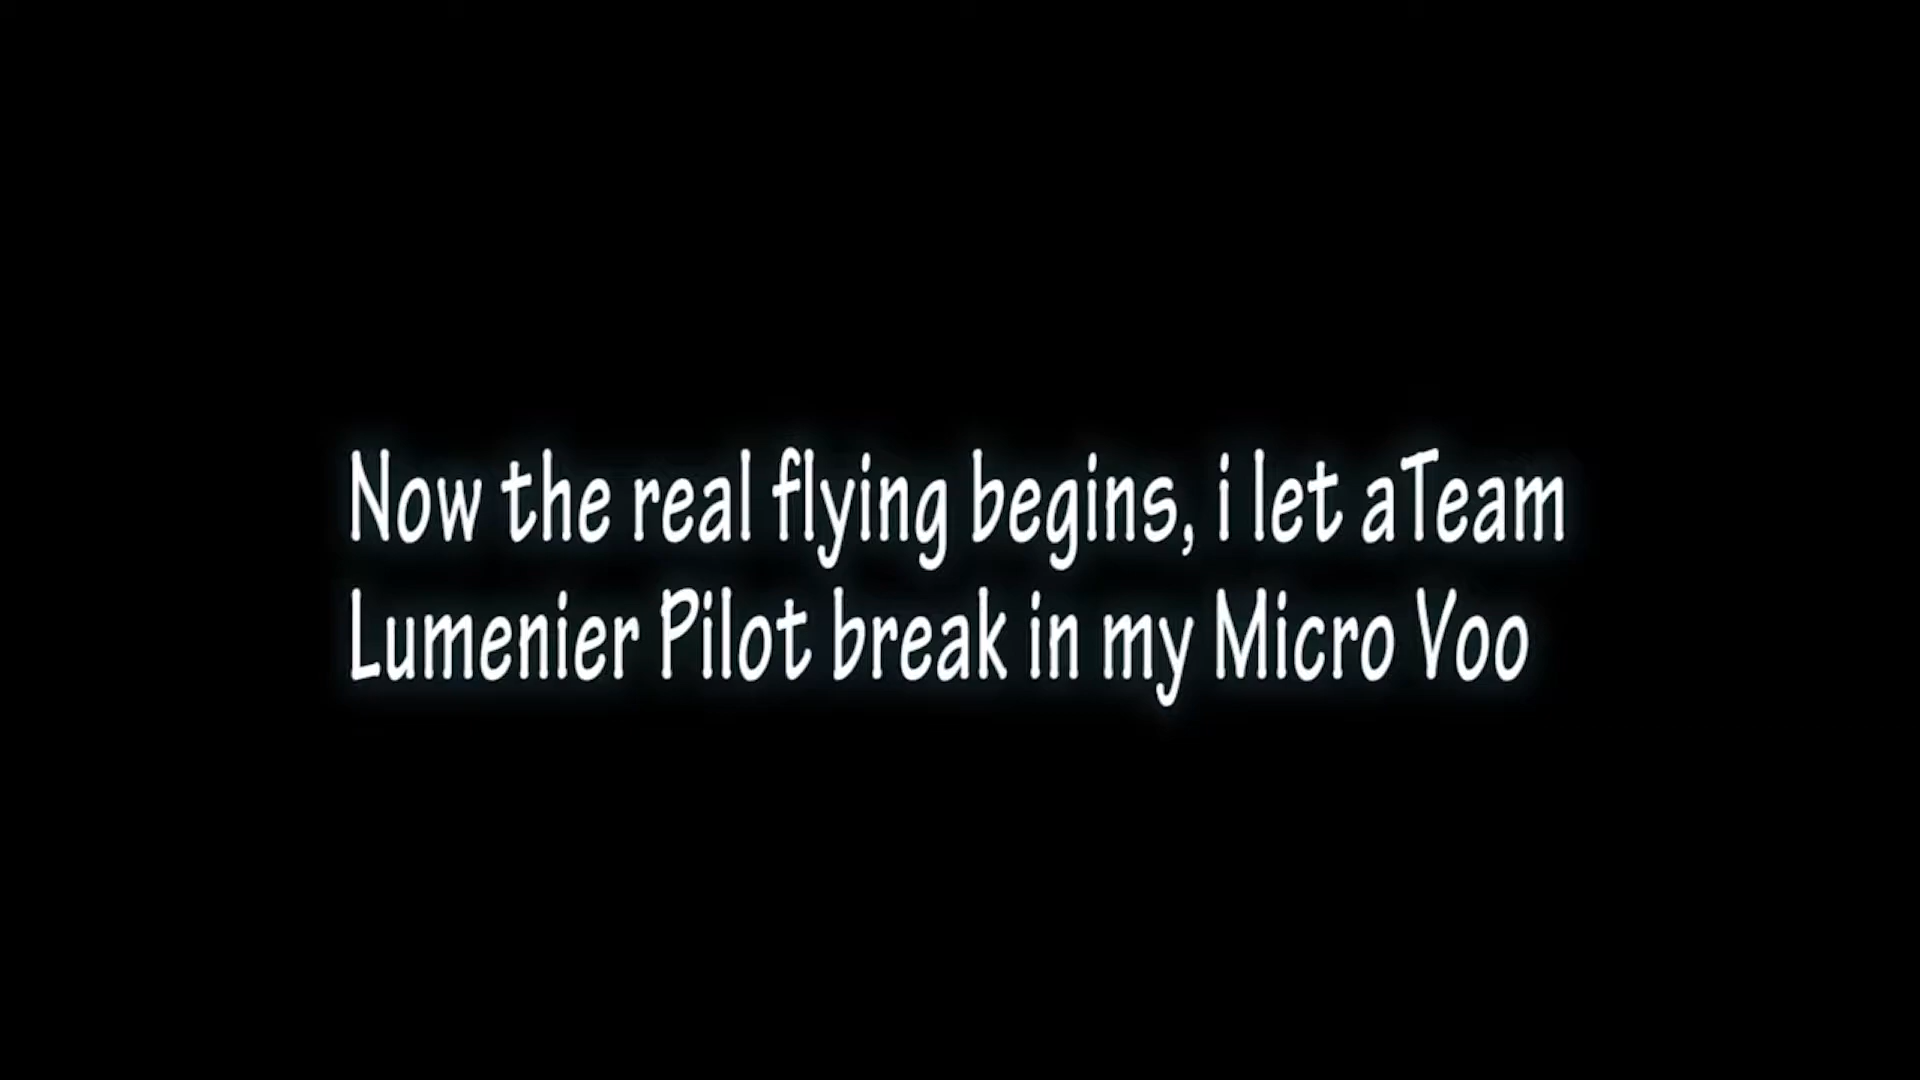 Now the real flying begins, i let aTeam
Lumenier Pilot break in my Micro Voo